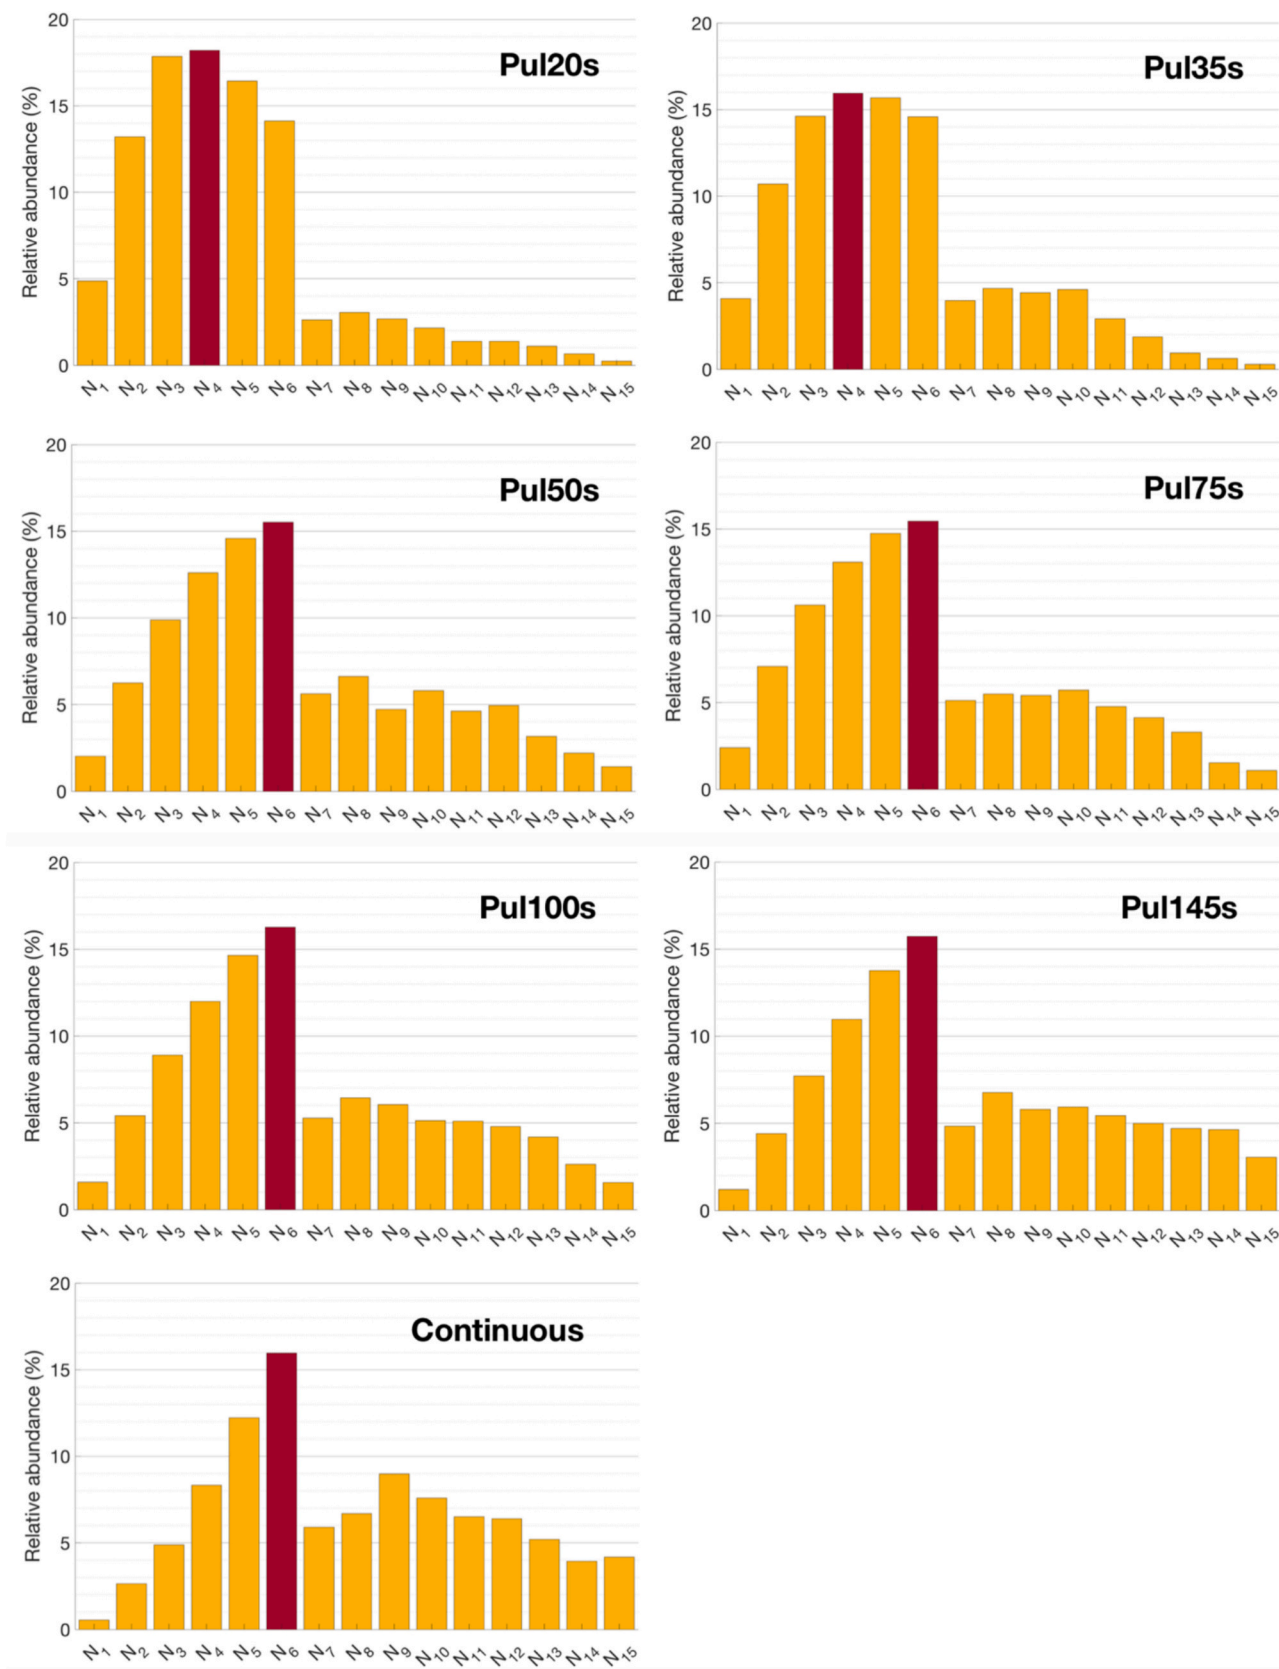 Pul20s
Relative abundance (%)
20
15
10
5
0
N1 N2 N3 N4 N5 N6 N7 N8 N9 N10 N11 N12 N13 N14 N15
Pul35s
Relative abundance (%)
20
15
10
5
0
N1 N2 N3 N4 N5 N6 N7 N8 N9 N10 N11 N12 N13 N14 N15
Pul50s
Relative abundance (%)
20
15
10
5
0
N1 N2 N3 N4 N5 N6 N7 N8 N9 N10 N11 N12 N13 N14 N15
Pul75s
Relative abundance (%)
20
15
10
5
0
N1 N2 N3 N4 N5 N6 N7 N8 N9 N10 N11 N12 N13 N14 N15
Pul100s
Relative abundance (%)
20
15
10
5
0
N1 N2 N3 N4 N5 N6 N7 N8 N9 N10 N11 N12 N13 N14 N15
Pul145s
Relative abundance (%)
20
15
10
5
0
N1 N2 N3 N4 N5 N6 N7 N8 N9 N10 N11 N12 N13 N14 N15
Continuous
Relative abundance (%)
20
15
10
5
0
N1 N2 N3 N4 N5 N6 N7 N8 N9 N10 N11 N12 N13 N14 N15